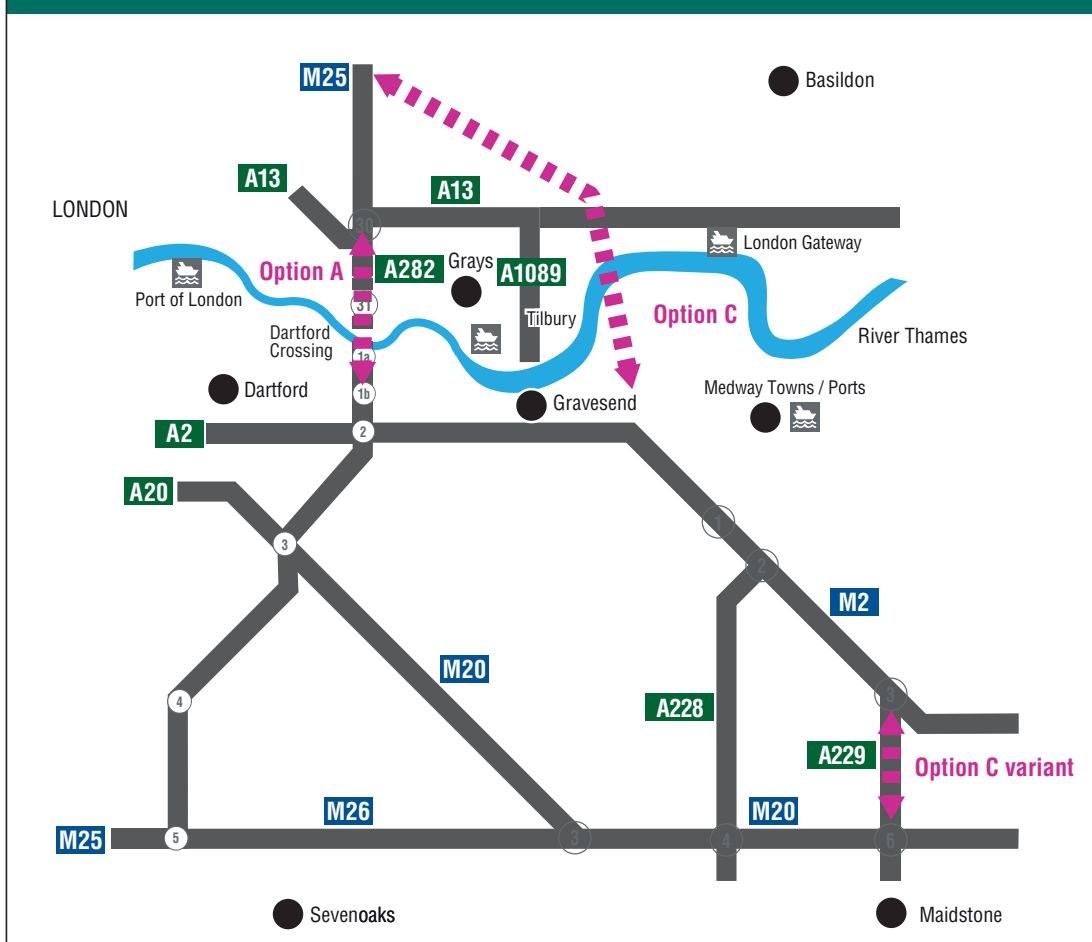 M25
Basildon
A13
A13
LONDON
30
London Gateway
Option A
A282
Grays
A1089
Port of London
31
Tilbury
Option C
Dartford
Crossing
River Thames
1a
Dartford
1b
Medway Towns / Ports
Gravesend
A2
2
A20
1
3
2
M2
M20
4
3
A228
A229
Option C variant
M26
M20
M25
5
3
4
6
Sevenoaks
Maidstone